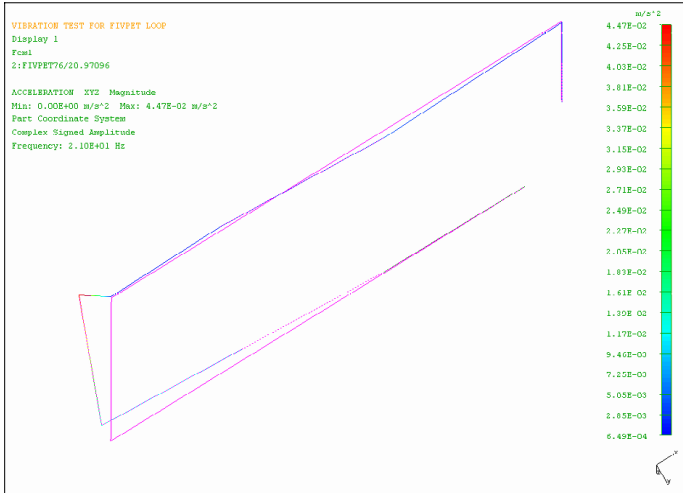 VIBRATION TEST FOR FIVPET LOOP
Display 1
Fcmi
2:FIVPET76/20.97096
ACCELERATION XYZ Magnitude
Min: 0.00E+00 m/s^2 Max: 4.47E-02 m/s^2
Part Coordinate System
Complex Signed Amplitude
Frequency: 2.10E+01 Hz
m/s^2
4.47E-02
4.25E-02
4.03E-02
3.81E-02
3.59E-02
3.37E-02
3.15E-02
2.93E-02
2.71E-02
2.49E-02
2.27E-02
2.05E-02
1.83E-02
1.61E-02
1.39E-02
1.17E-02
9.46E-03
7.25E-03
5.05E-03
2.85E-03
6.49E-04
x
y